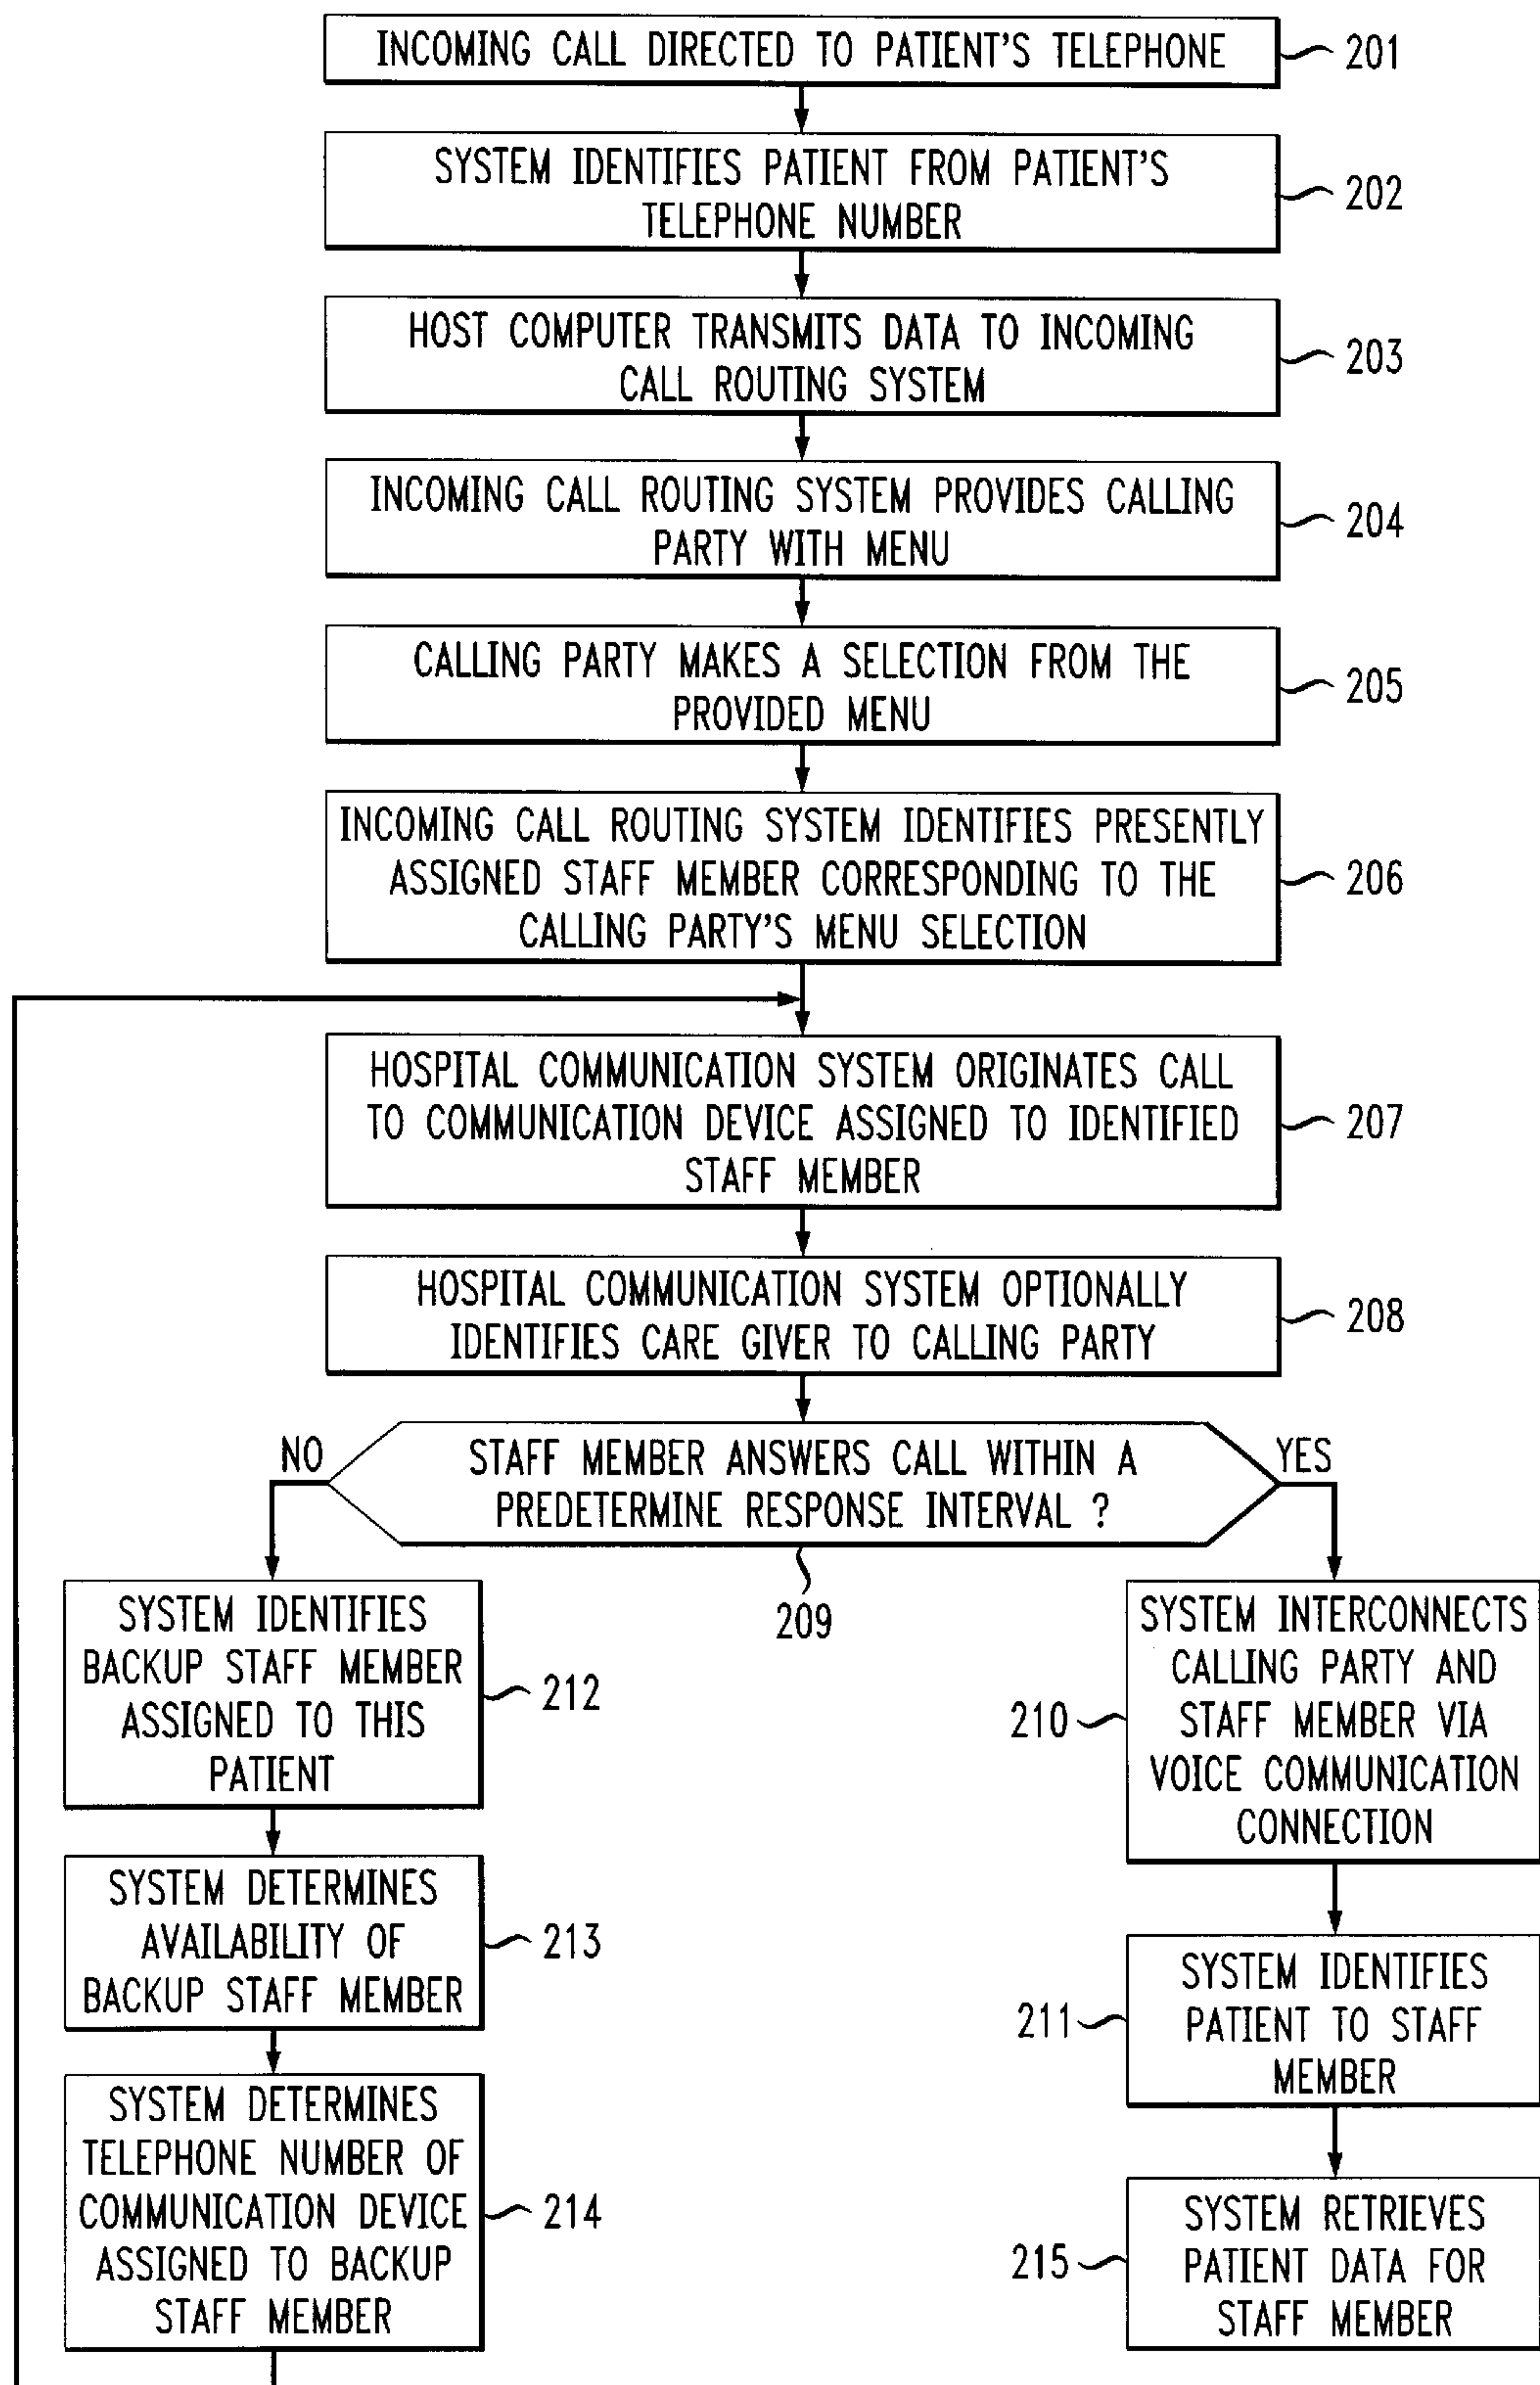 INCOMING CALL DIRECTED TO PATIENT'S TELEPHONE
201
SYSTEM IDENTIFIES PATIENT FROM PATIENT'S
TELEPHONE NUMBER
202
HOST COMPUTER TRANSMITS DATA TO INCOMING
CALL ROUTING SYSTEM
203
INCOMING CALL ROUTING SYSTEM PROVIDES CALLING
PARTY WITH MENU
204
CALLING PARTY MAKES A SELECTION FROM THE
PROVIDED MENU
205
INCOMING CALL ROUTING SYSTEM IDENTIFIES PRESENTLY
ASSIGNED STAFF MEMBER CORRESPONDING TO THE
CALLING PARTY'S MENU SELECTION
206
HOSPITAL COMMUNICATION SYSTEM ORIGINATES CALL
TO COMMUNICATION DEVICE ASSIGNED TO IDENTIFIED
STAFF MEMBER
207
HOSPITAL COMMUNICATION SYSTEM OPTIONALLY
IDENTIFIES CARE GIVER TO CALLING PARTY
208
NO
STAFF MEMBER ANSWERS CALL WITHIN A
PREDETERMINE RESPONSE INTERVAL ?
YES
209
SYSTEM IDENTIFIES
BACKUP STAFF MEMBER
ASSIGNED TO THIS
PATIENT
212
SYSTEM DETERMINES
AVAILABILITY OF
BACKUP STAFF MEMBER
213
SYSTEM DETERMINES
TELEPHONE NUMBER OF
COMMUNICATION DEVICE
ASSIGNED TO BACKUP
STAFF MEMBER
214
SYSTEM INTERCONNECTS
CALLING PARTY AND
STAFF MEMBER VIA
VOICE COMMUNICATION
CONNECTION
210
SYSTEM IDENTIFIES
PATIENT TO STAFF
MEMBER
211
SYSTEM RETRIEVES
PATIENT DATA FOR
STAFF MEMBER
215